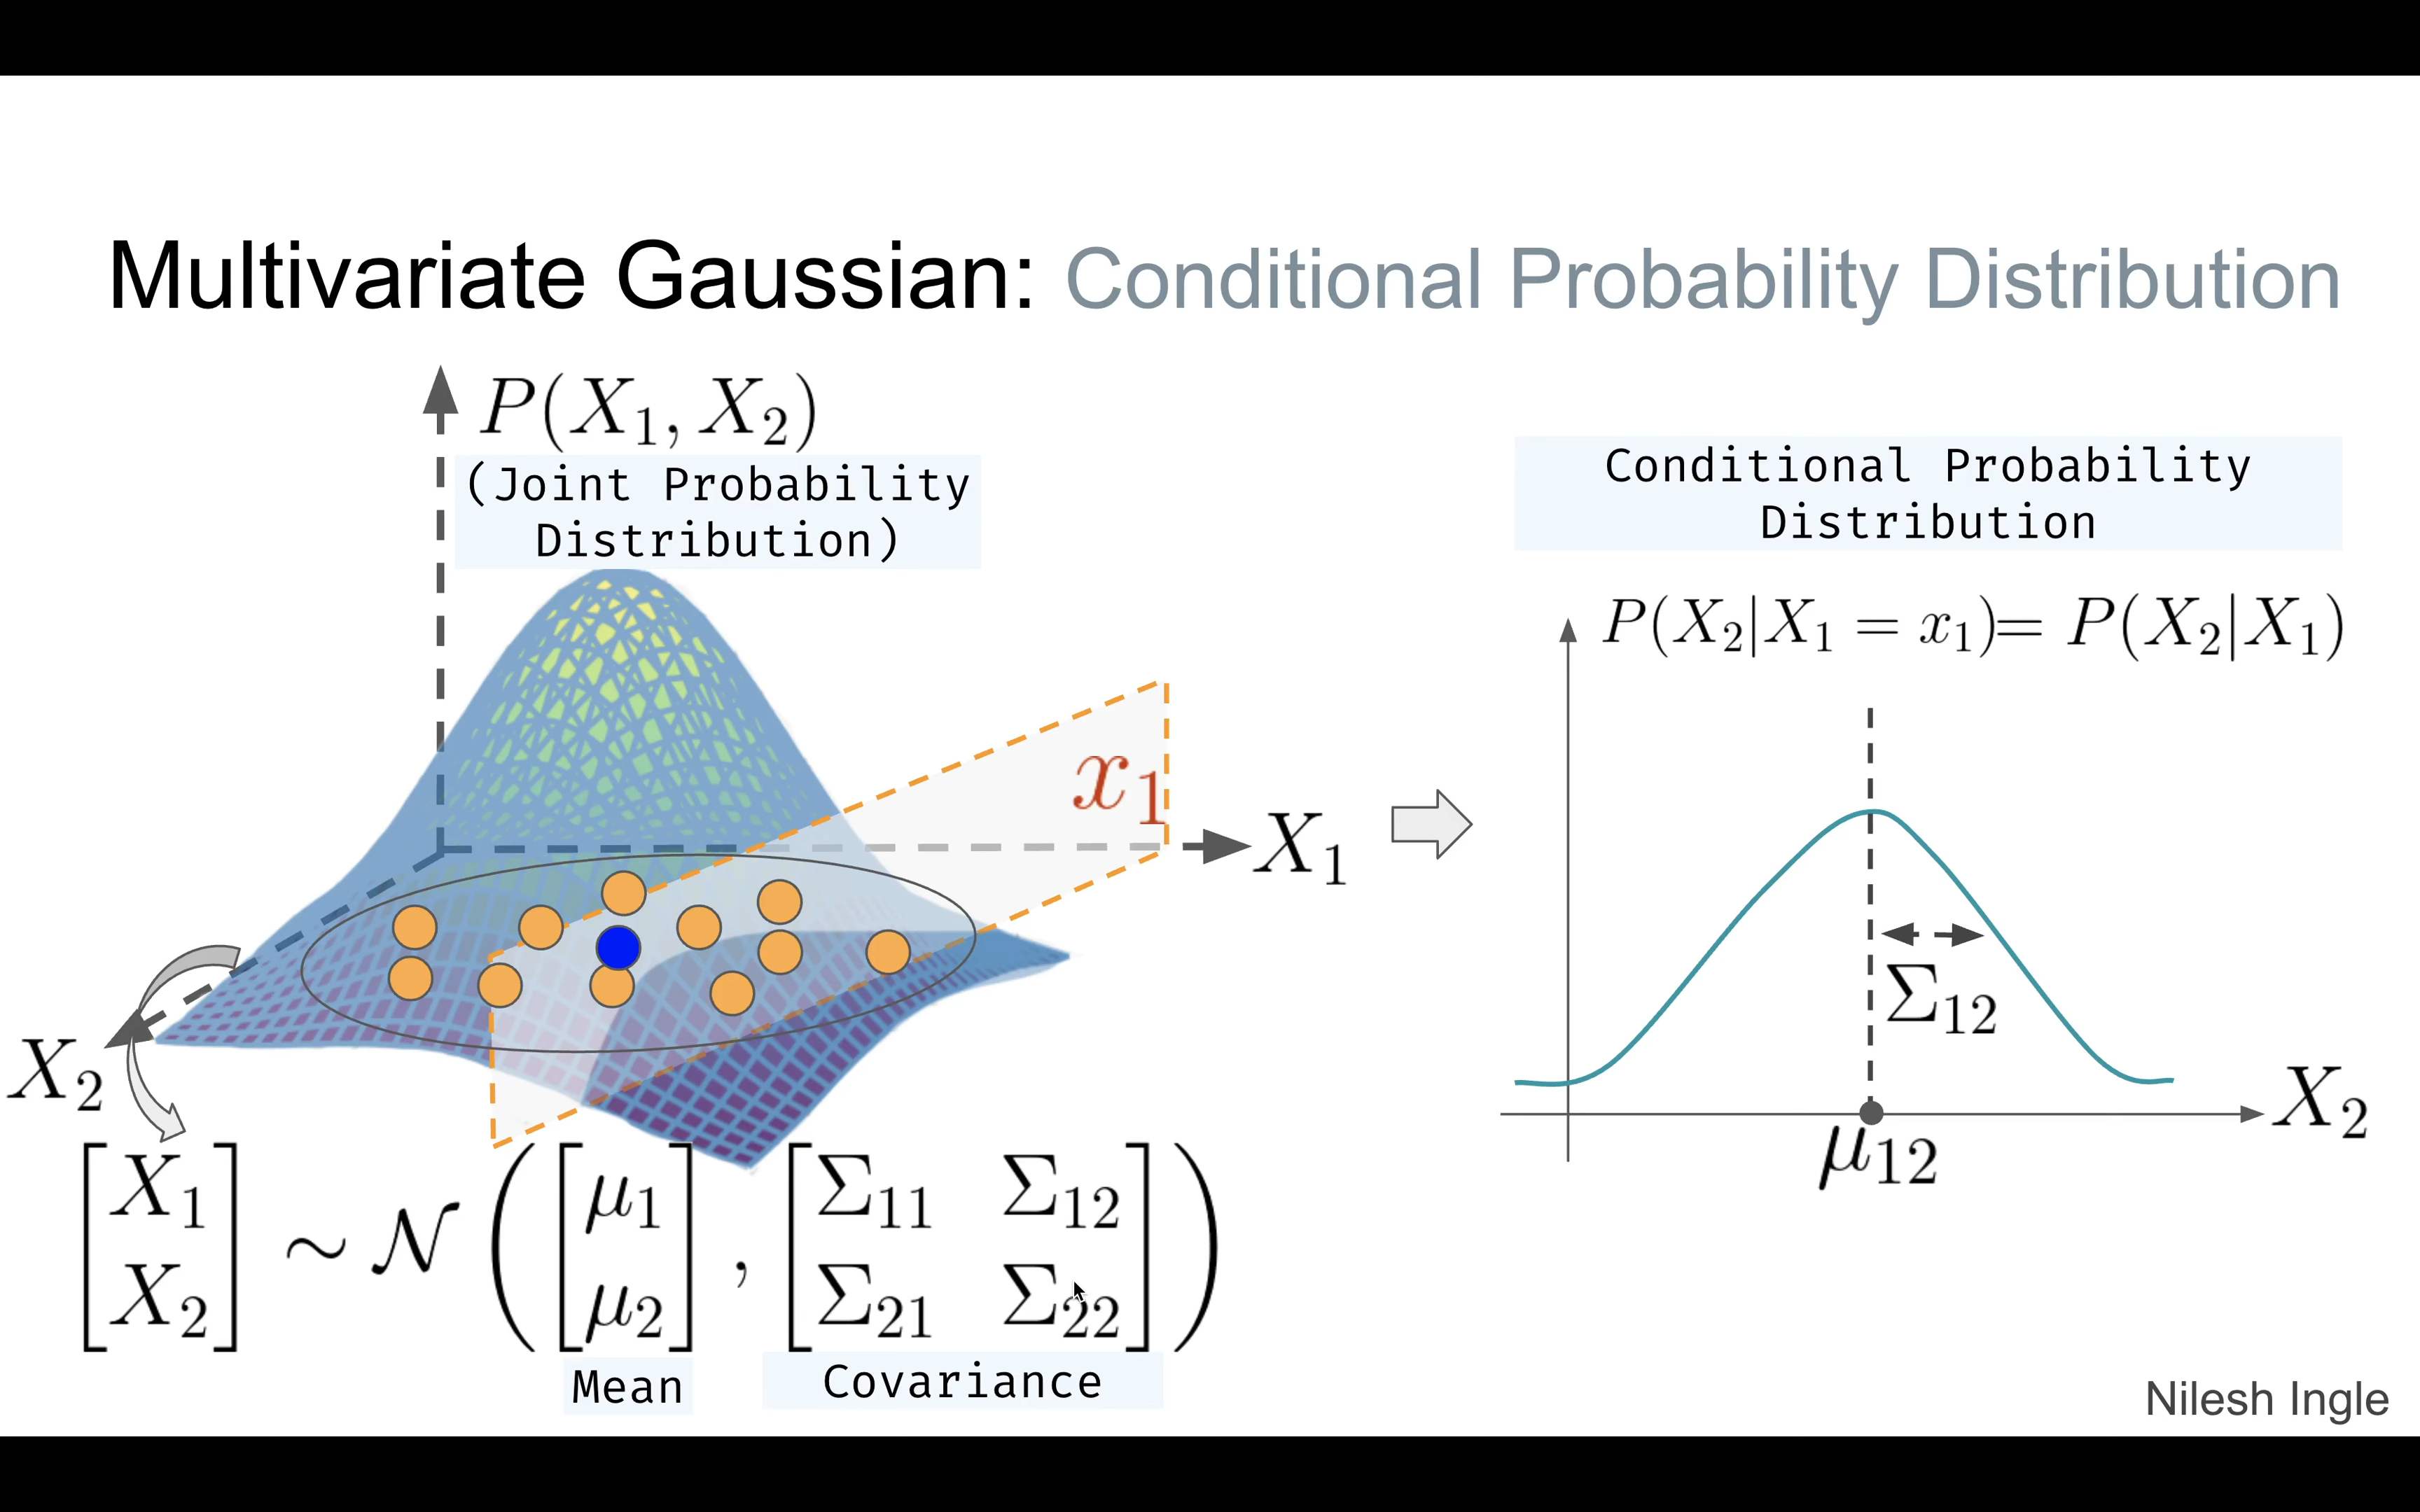 Multivariate Gaussian: Conditional Probability Distribution
P(X₁, X₂)
(Joint Probability
Distribution)
x₁
X₁
X₂
[X₁ X₂] ~ 𝒩 ([μ₁ μ₂], [Σ₁₁ Σ₁₂ Σ₂₁ Σ₂₂])
Mean
Covariance
Conditional Probability
Distribution
P(X₂|X₁ = x₁)= P(X₂|X₁)
Σ₁₂
X₂
μ₁₂
Nilesh Ingle